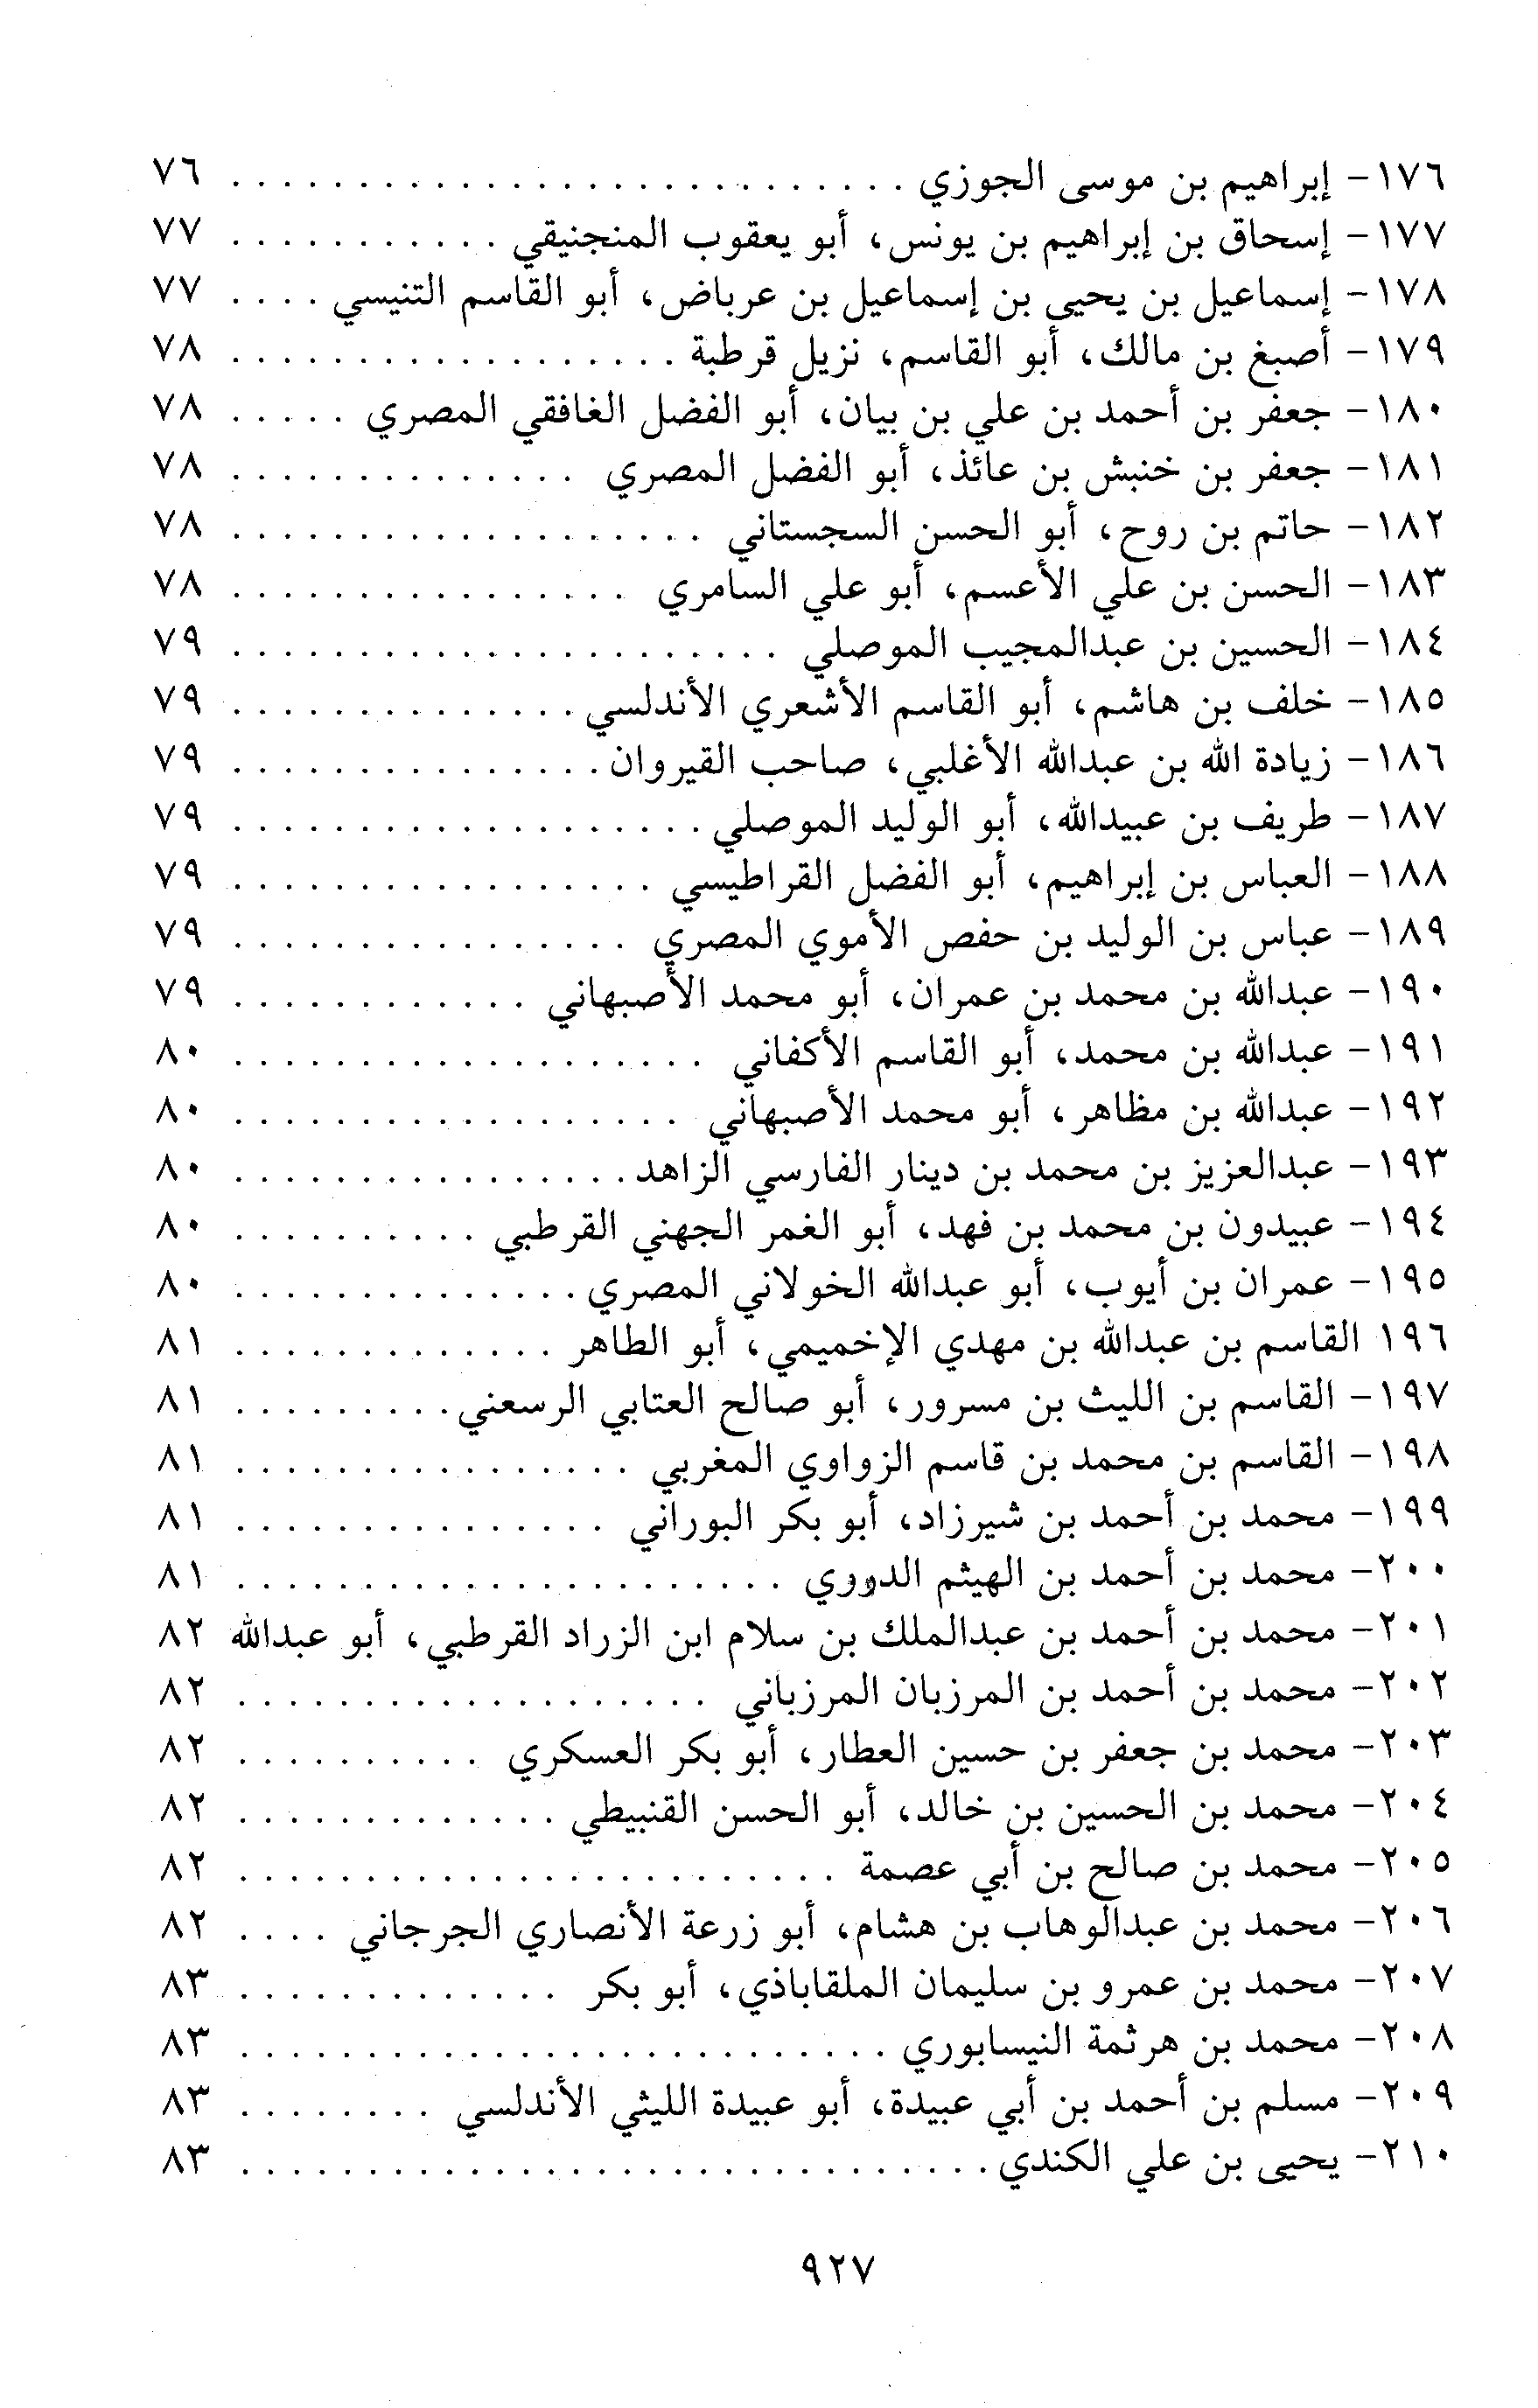 ١٧٦- إبراهيم بن موسى الجوزي . . . . . . . . . . . . . . . . . . . . . . . . . . . ٧٦
١٧٧- إسحاق بن إبراهيم بن يونس، أبو يعقوب المنجنيقي . . . . . . . . . . . ٧٧
١٧٨- إسماعيل بن يحيى بن إسماعيل بن عرباض، أبو القاسم التنيسي . . . . ٧٧
١٧٩- أصبغ بن مالك، أبو القاسم، نزيل قرطبة . . . . . . . . . . . . . . . . . . ٧٨
١٨٠- جعفر بن أحمد بن علي بن بيان، أبو الفضل الغافقي المصري . . . . . ٧٨
١٨١- جعفر بن خنبش بن عائذ، أبو الفضل المصري . . . . . . . . . . . . . . ٧٨
١٨٢- حاتم بن روح، أبو الحسن السجستاني . . . . . . . . . . . . . . . . . . . ٧٨
١٨٣- الحسن بن علي الأعسم، أبو علي السامري . . . . . . . . . . . . . . . . ٧٨
١٨٤- الحسين بن عبدالمجيب الموصلي . . . . . . . . . . . . . . . . . . . . . . ٧٩
١٨٥- خلف بن هاشم، أبو القاسم الأشعري الأندلسي . . . . . . . . . . . . . . ٧٩
١٨٦- زيادة الله بن عبدالله الأغلبي، صاحب القيروان . . . . . . . . . . . . . . . ٧٩
١٨٧- طريف بن عبيدالله، أبو الوليد الموصلي . . . . . . . . . . . . . . . . . . . ٧٩
١٨٨- العباس بن إبراهيم، أبو الفضل القراطيسي . . . . . . . . . . . . . . . . . ٧٩
١٨٩- عباس بن الوليد بن حفص الأموي المصري . . . . . . . . . . . . . . . . ٧٩
١٩٠- عبدالله بن محمد بن عمران، أبو محمد الأصبهاني . . . . . . . . . . . . ٧٩
١٩١- عبدالله بن محمد، أبو القاسم الأكفاني . . . . . . . . . . . . . . . . . . . ٨٠
١٩٢- عبدالله بن مظاهر، أبو محمد الأصبهاني . . . . . . . . . . . . . . . . . . ٨٠
١٩٣- عبدالعزيز بن محمد بن دينار الفارسي الزاهد . . . . . . . . . . . . . . . . ٨٠
١٩٤- عبيدون بن محمد بن فهد، أبو الغمر الجهني القرطبي . . . . . . . . . . ٨٠
١٩٥- عمران بن أيوب، أبو عبدالله الخولاني المصري . . . . . . . . . . . . . . ٨٠
١٩٦ القاسم بن عبدالله بن مهدي الإخميمي، أبو الطاهر . . . . . . . . . . . . . ٨١
١٩٧- القاسم بن الليث بن مسرور، أبو صالح العتابي الرسعني . . . . . . . . . ٨١
١٩٨- القاسم بن محمد بن قاسم الزواوي المغربي . . . . . . . . . . . . . . . . ٨١
١٩٩- محمد بن أحمد بن شيرزاد، أبو بكر البوراني . . . . . . . . . . . . . . . ٨١
٢٠٠- محمد بن أحمد بن الهيثم الدوري . . . . . . . . . . . . . . . . . . . . . . ٨١
٢٠١- محمد بن أحمد بن عبدالملك بن سلام ابن الزراد القرطبي، أبو عبدالله ٨٢
٢٠٢- محمد بن أحمد بن المرزبان المرزباني . . . . . . . . . . . . . . . . . . . ٨٢
٢٠٣- محمد بن جعفر بن حسين العطار، أبو بكر العسكري . . . . . . . . . . ٨٢
٢٠٤- محمد بن الحسين بن خالد، أبو الحسن القنبيطي . . . . . . . . . . . . . ٨٢
٢٠٥- محمد بن صالح بن أبي عصمة . . . . . . . . . . . . . . . . . . . . . . . . ٨٢
٢٠٦- محمد بن عبدالوهاب بن هشام، أبو زرعة الأنصاري الجرجاني . . . . ٨٢
٢٠٧- محمد بن عمرو بن سليمان الملقاباذي، أبو بكر . . . . . . . . . . . . . ٨٣
٢٠٨- محمد بن هرثمة النيسابوري . . . . . . . . . . . . . . . . . . . . . . . . . . ٨٣
٢٠٩- مسلم بن أحمد بن أبي عبيدة، أبو عبيدة الليثي الأندلسي . . . . . . . . ٨٣
٢١٠- يحيى بن علي الكندي . . . . . . . . . . . . . . . . . . . . . . . . . . . . . . ٨٣
٩٢٧